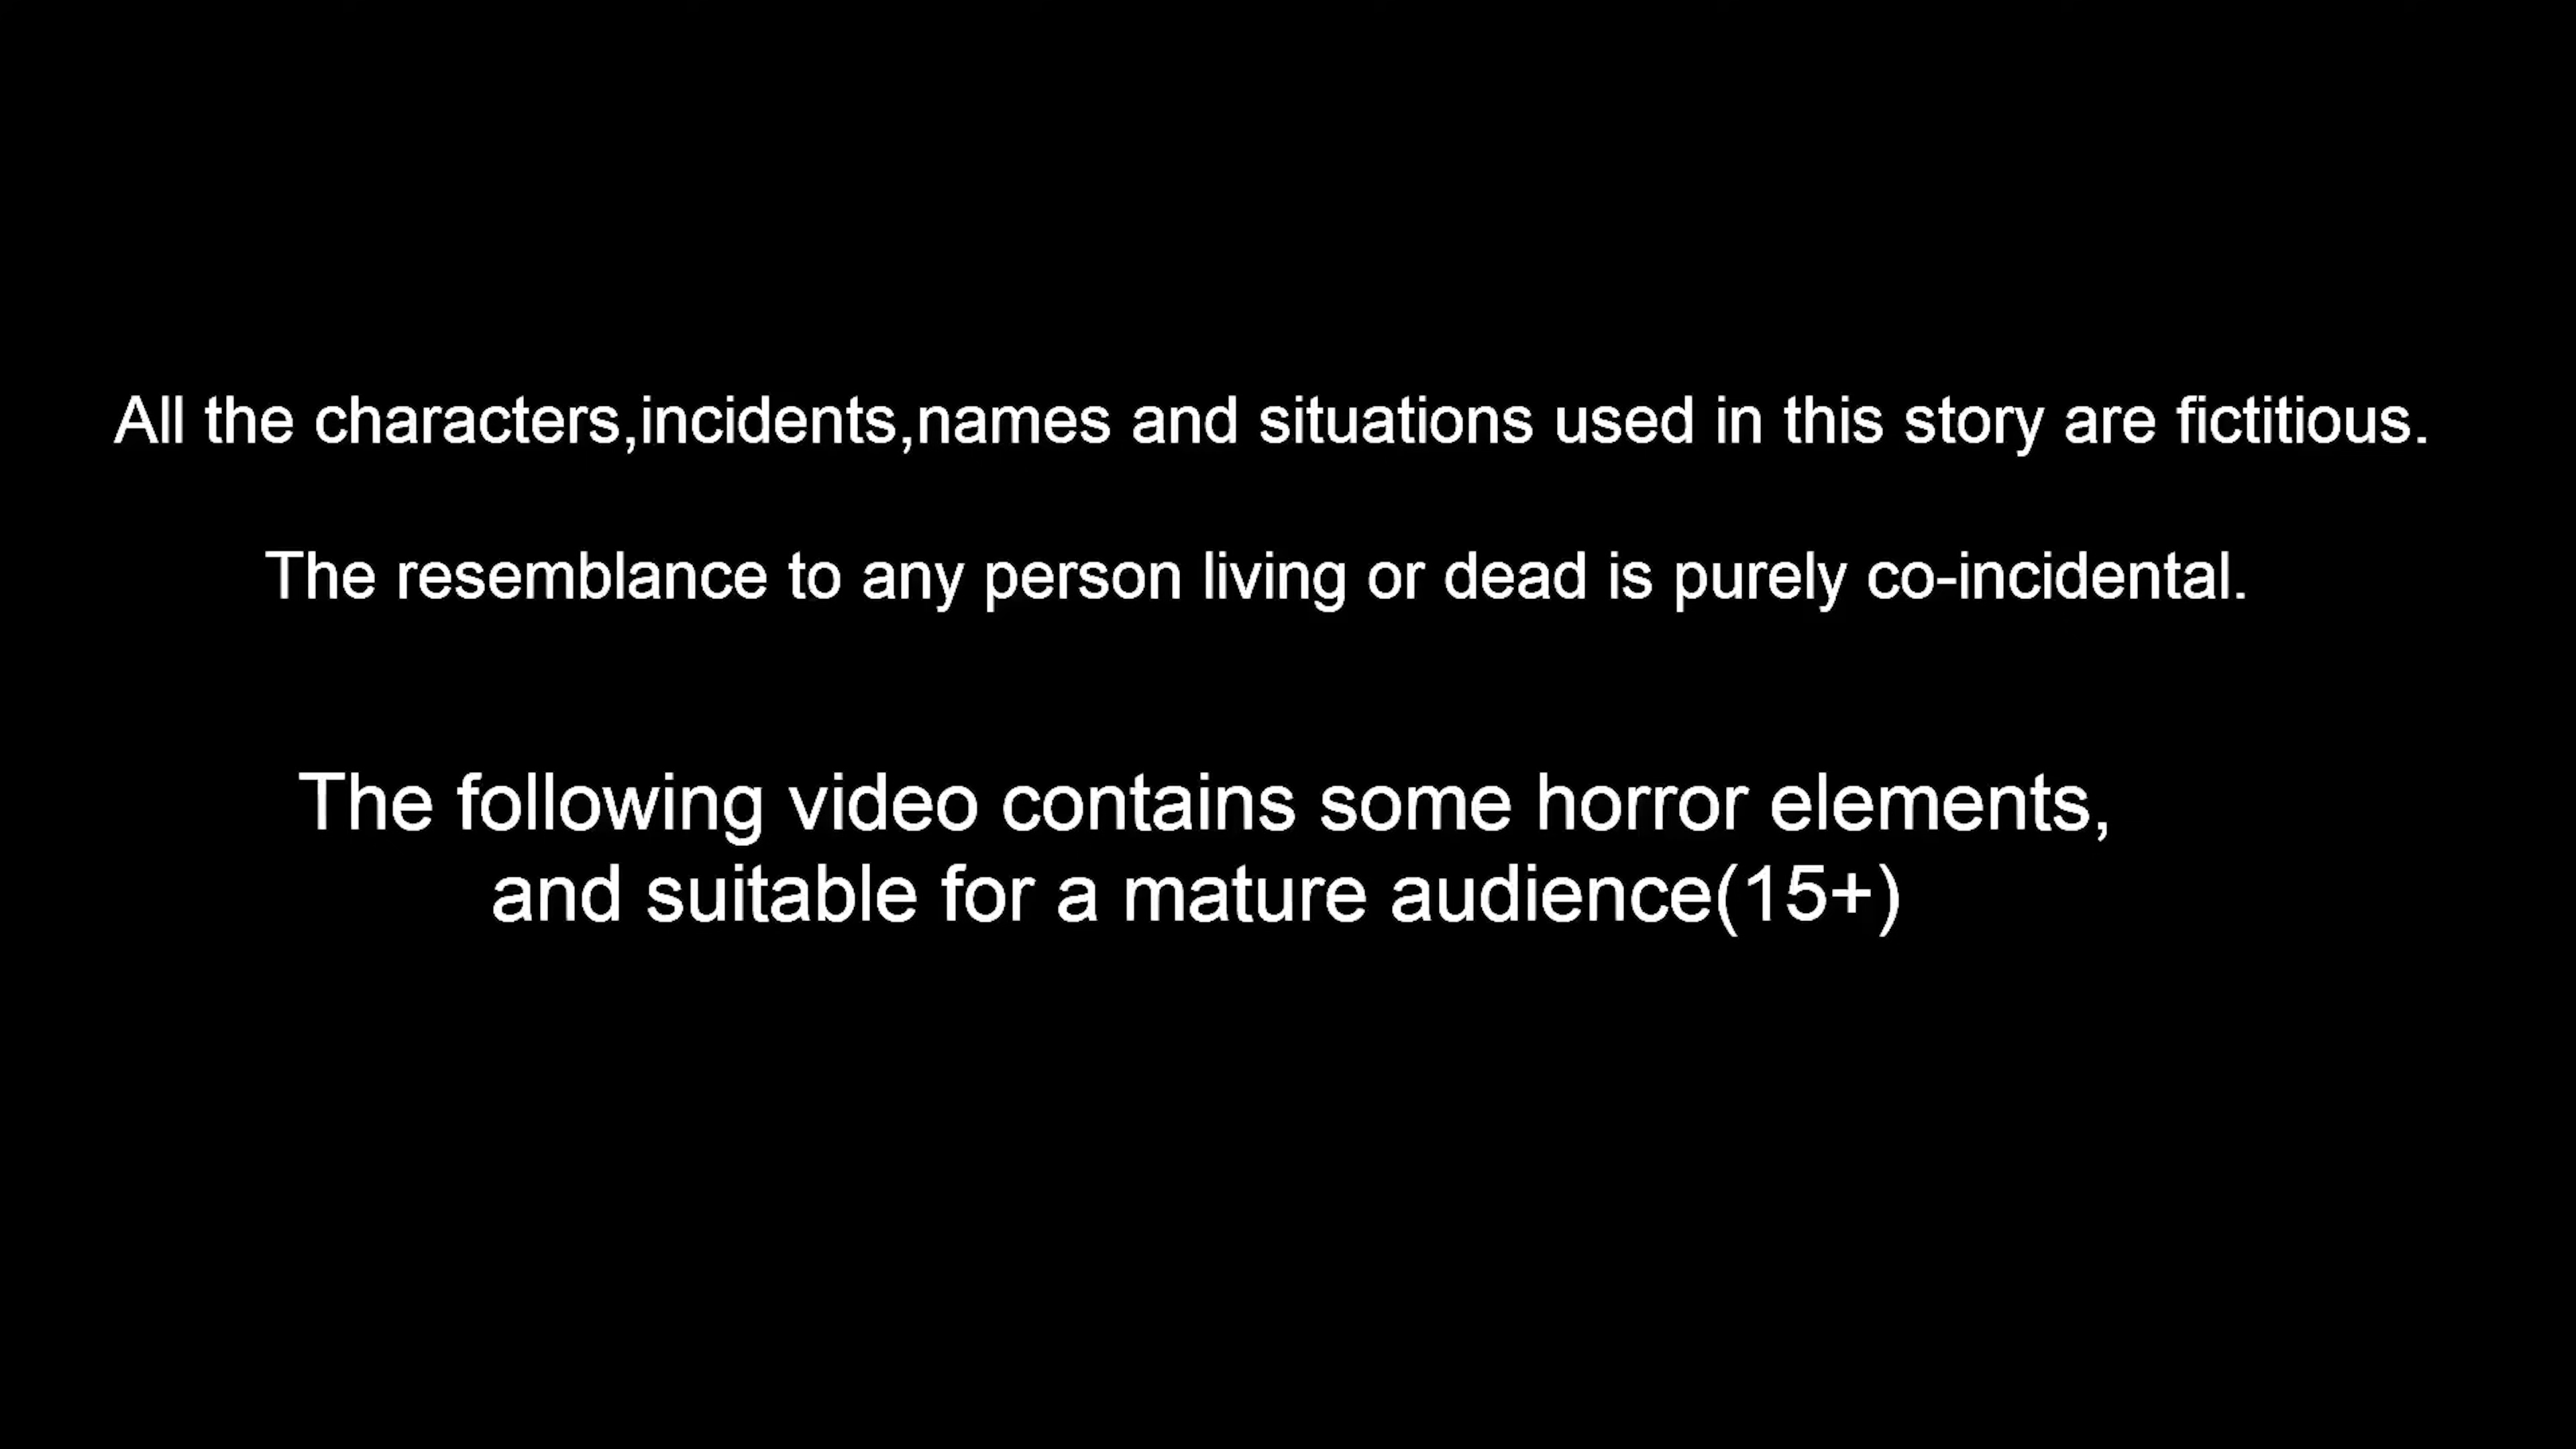 All the characters,incidents,names and situations used in this story are fictitious.
The resemblance to any person living or dead is purely co-incidental.
The following video contains some horror elements,
and suitable for a mature audience(15+)